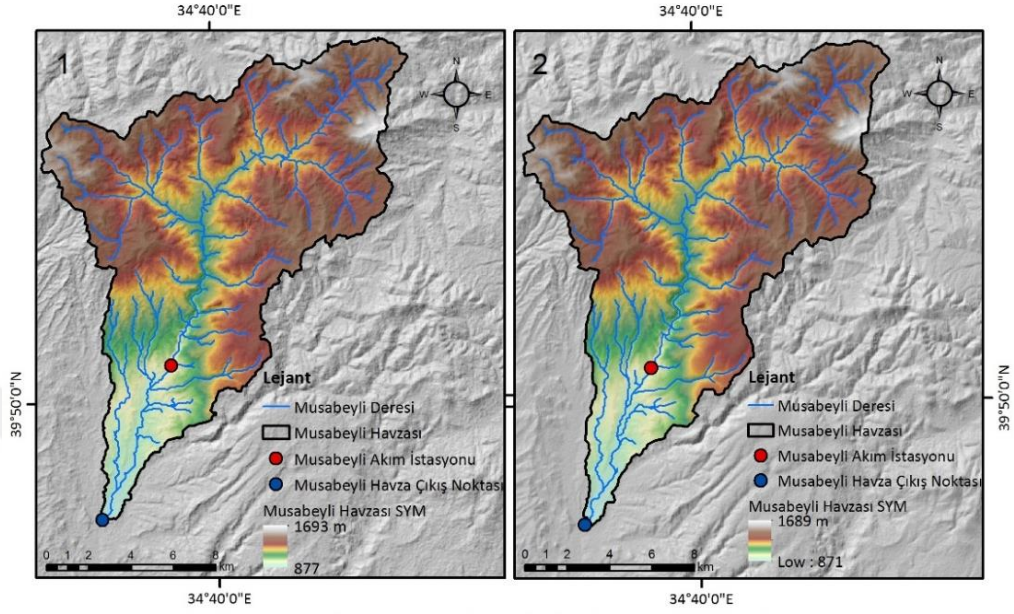 34°40'0"E
34°40'0"E
1
N
W
E
S
39°50'0"N
Lejant
Musabeyli Deresi
Musabeyli Havzası
Musabeyli Akım İstasyonu
Musabeyli Havza Çıkış Noktası
Musabeyli Havzası SYM
1693 m
877
0 1 2 4 6 8
km
34°40'0"E
2
N
W
E
S
39°50'0"N
Lejant
Musabeyli Deresi
Musabeyli Havzası
Musabeyli Akım İstasyonu
Musabeyli Havza Çıkış Noktası
Musabeyli Havzası SYM
1689 m
Low : 871
0 1 2 4 6 8
km
34°40'0"E